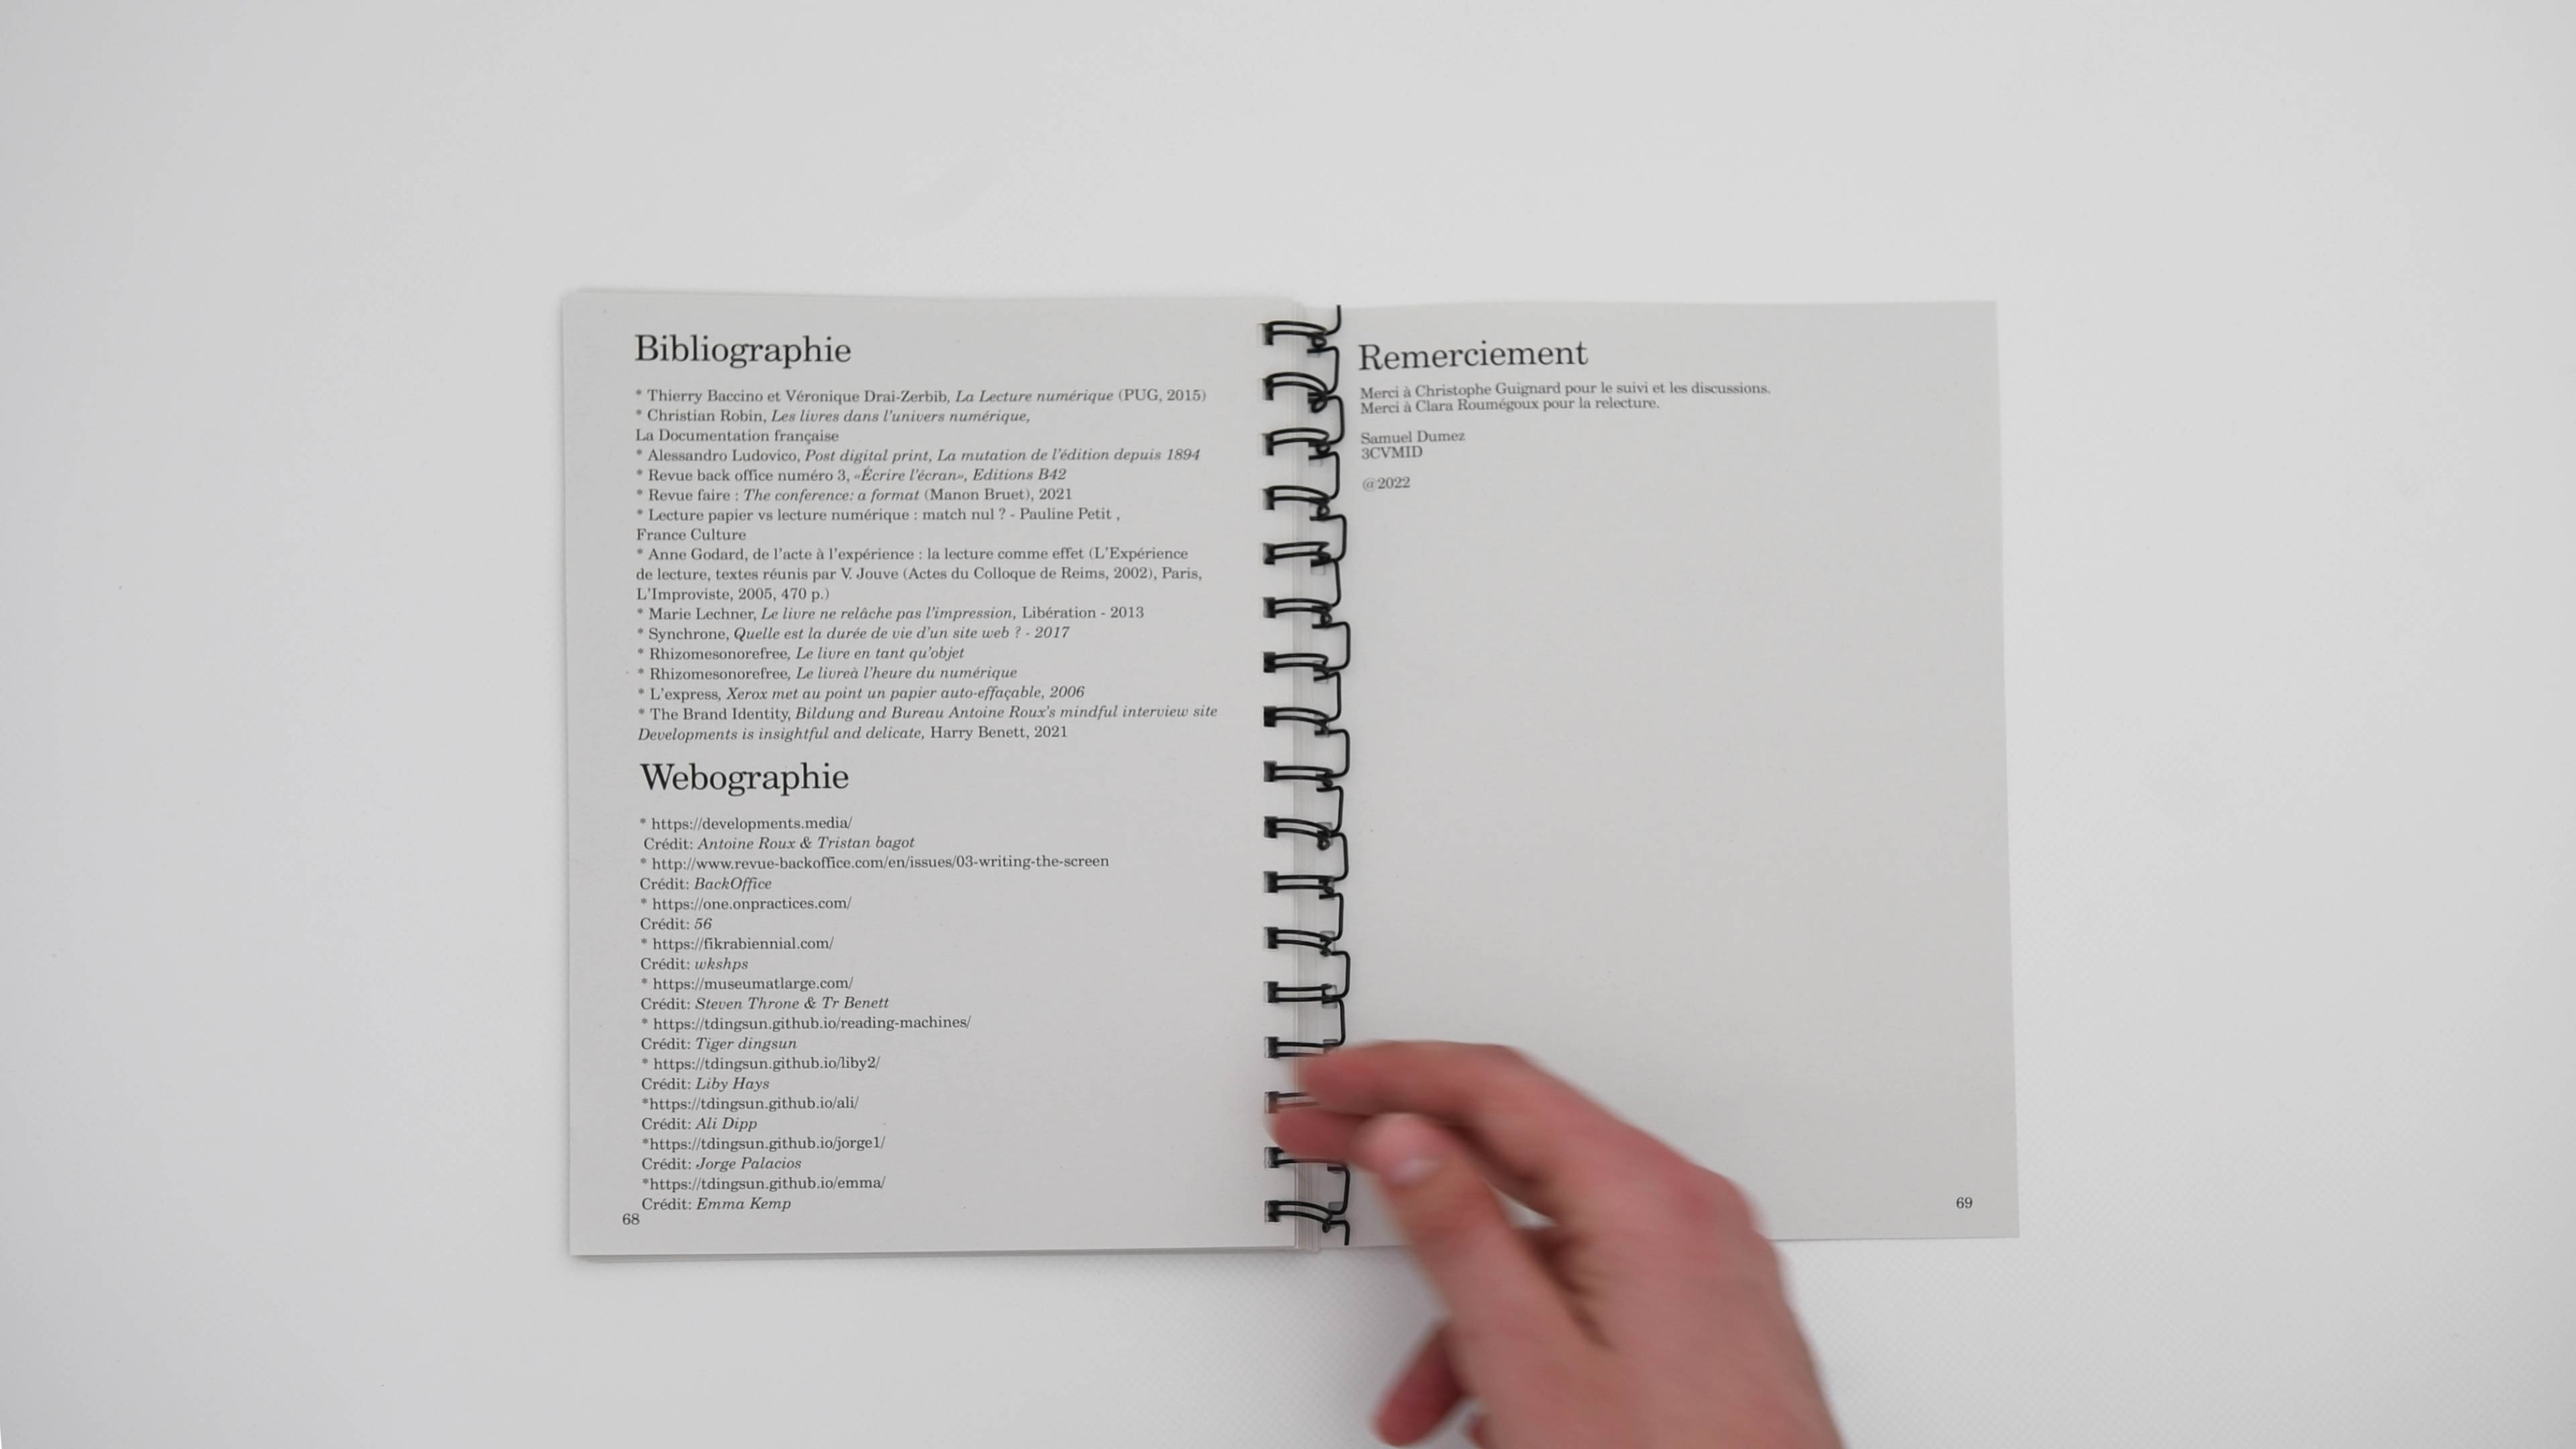 Bibliographie
* Thierry Baccino et Véronique Drai-Zerbib, La Lecture numérique (PUG, 2015)
* Christian Robin, Les livres dans l'univers numérique,
La Documentation française
* Alessandro Ludovico, Post digital print, La mutation de l'édition depuis 1894
* Revue back office numéro 3, «Écrire l'écran», Editions B42
* Revue faire : The conference: a format (Manon Bruet), 2021
* Lecture papier vs lecture numérique : match nul ? - Pauline Petit ,
France Culture
* Anne Godard, de l'acte à l'expérience : la lecture comme effet (L'Expérience
de lecture, textes réunis par V. Jouve (Actes du Colloque de Reims, 2002), Paris,
L'Improviste, 2005, 470 p.)
* Marie Lechner, Le livre ne relâche pas l'impression, Libération - 2013
* Synchrone, Quelle est la durée de vie d'un site web ? - 2017
* Rhizomesonorefree, Le livre en tant qu'objet
* Rhizomesonorefree, Le livreà l'heure du numérique
* L'express, Xerox met au point un papier auto-effaçable, 2006
* The Brand Identity, Bildung and Bureau Antoine Roux's mindful interview site
Developments is insightful and delicate, Harry Benett, 2021
Webographie
* https://developments.media/
Crédit: Antoine Roux & Tristan bagot
* http://www.revue-backoffice.com/en/issues/03-writing-the-screen
Crédit: BackOffice
* https://one.onpractices.com/
Crédit: 56
* https://fikrabiennial.com/
Crédit: wkshps
* https://museumatlarge.com/
Crédit: Steven Throne & Tr Benett
* https://tdingsun.github.io/reading-machines/
Crédit: Tiger dingsun
* https://tdingsun.github.io/liby2/
Crédit: Liby Hays
*https://tdingsun.github.io/ali/
Crédit: Ali Dipp
*https://tdingsun.github.io/jorge1/
Crédit: Jorge Palacios
*https://tdingsun.github.io/emma/
Crédit: Emma Kemp
68
Remerciement
Merci à Christophe Guignard pour le suivi et les discussions.
Merci à Clara Roumégoux pour la relecture.
Samuel Dumez
3CVMID
@2022
69